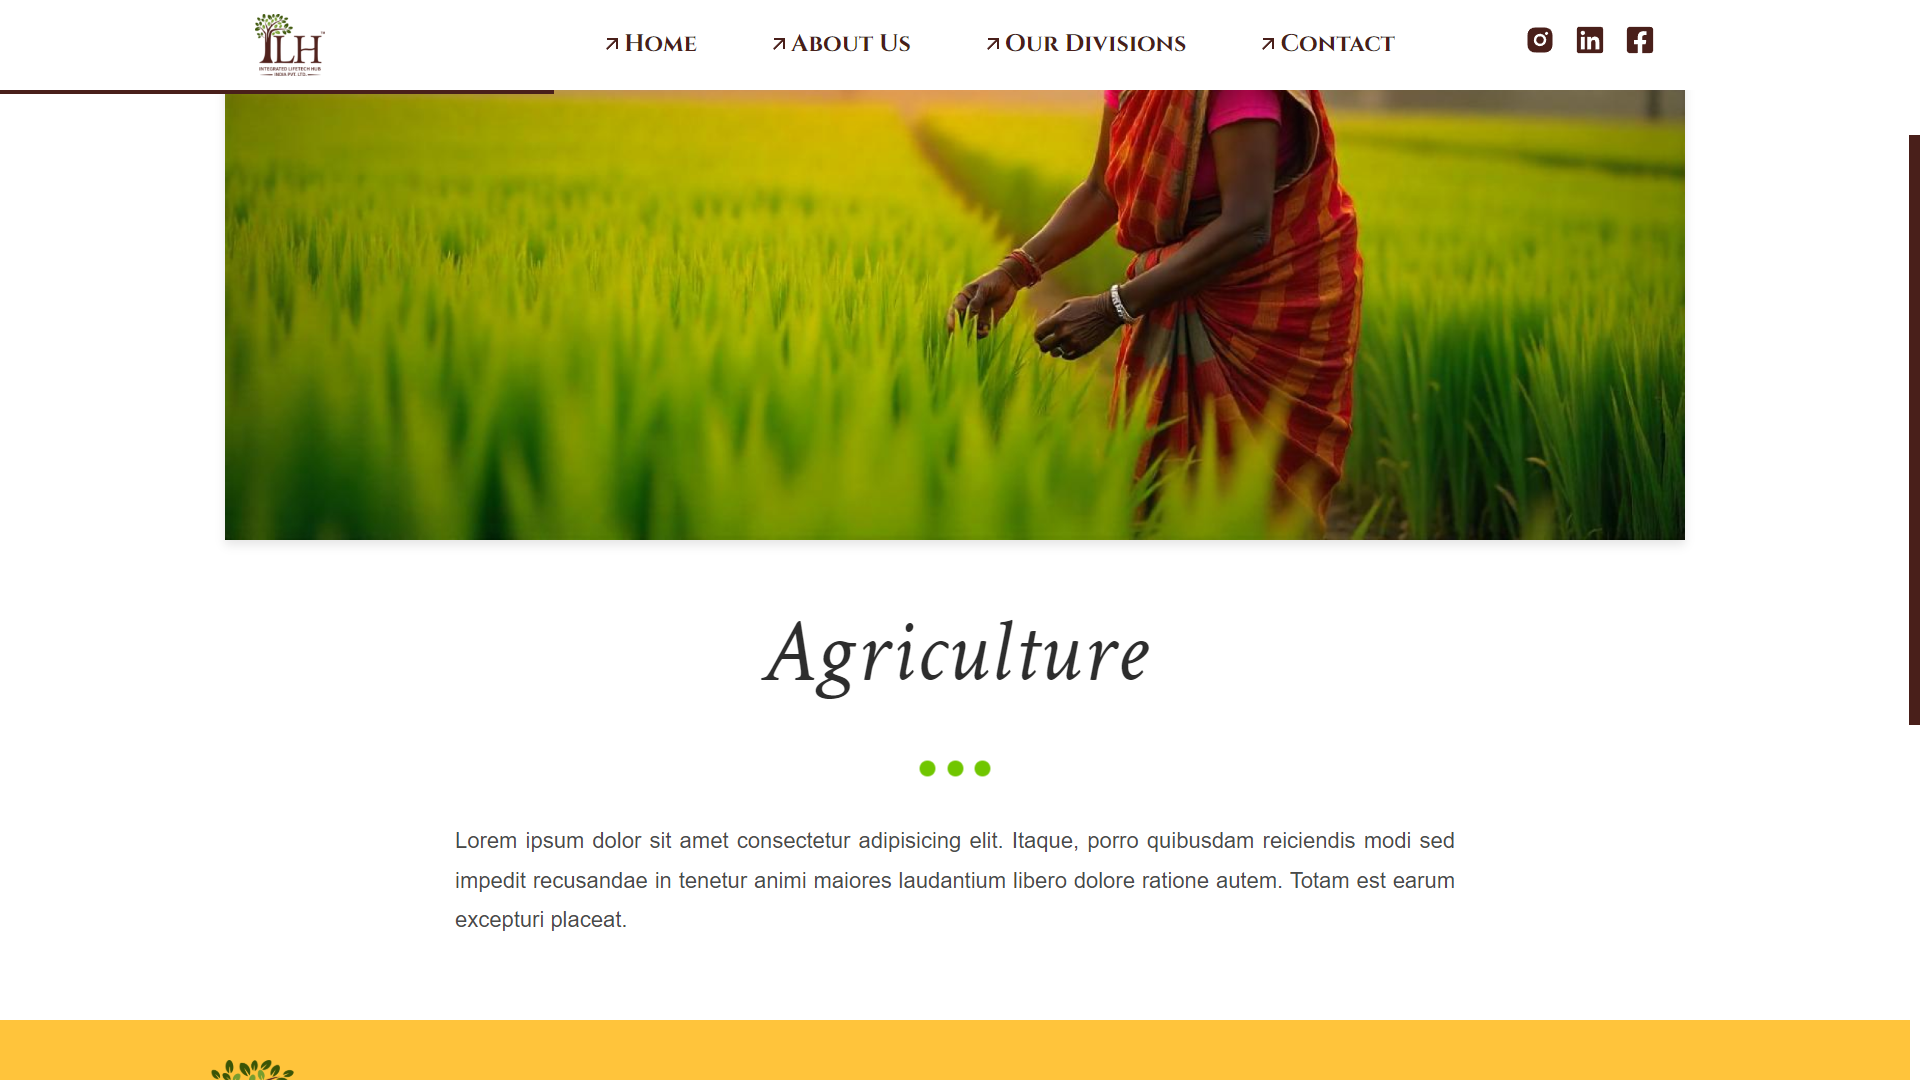 ILH
INTEGRATED LIFETECH HUB
INDIA PVT. LTD.
Home
About Us
Our Divisions
Contact
Agriculture
Lorem ipsum dolor sit amet consectetur adipisicing elit. Itaque, porro quibusdam reiciendis modi sed
impedit recusandae in tenetur animi maiores laudantium libero dolore ratione autem. Totam est earum
excepturi placeat.